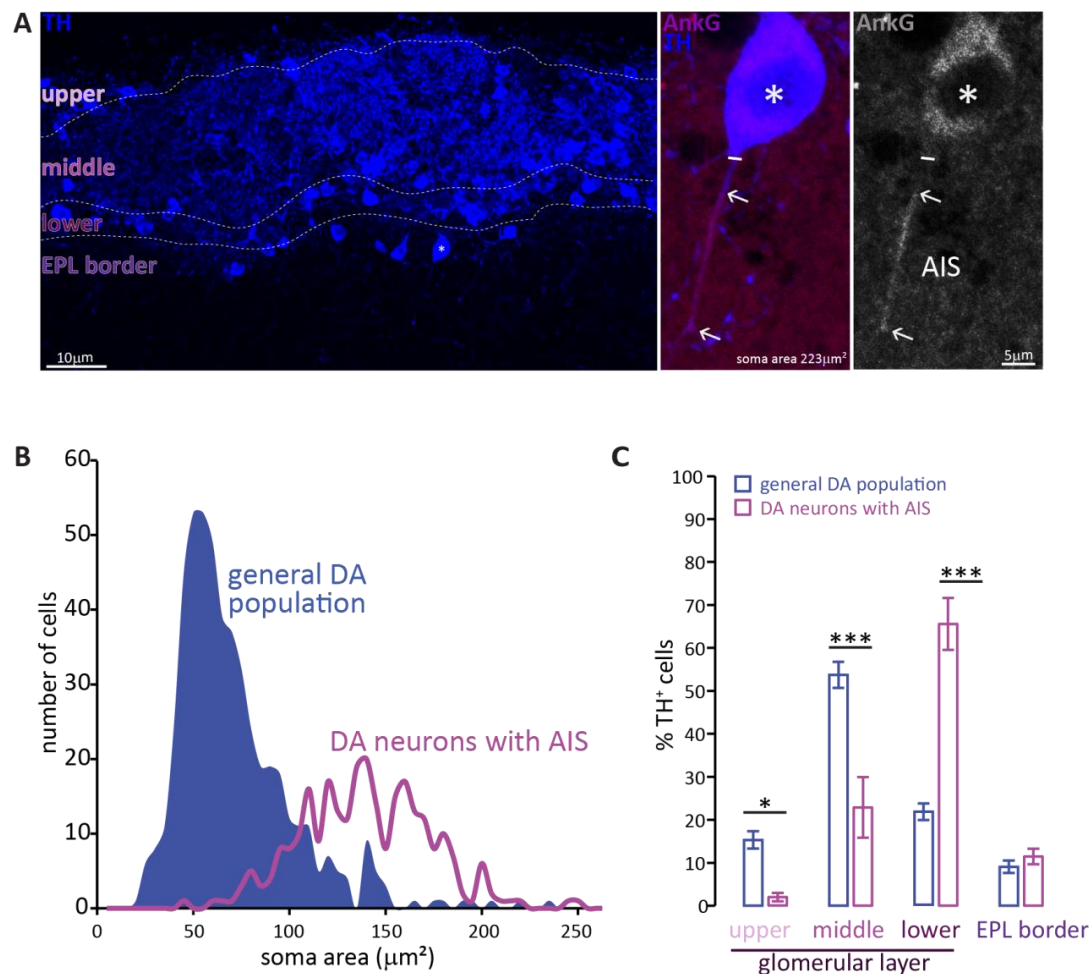 A
TH
upper
middle
lower
EPL border
10μm
*
AnkG
TH
*
soma area 223μm²
AnkG
*
AIS
5μm
B
60
50
40
30
20
10
0
number of cells
general DA
population
DA neurons with AIS
0 50 100 150 200 250
soma area (μm²)
C
general DA population
DA neurons with AIS
100
90
80
70
60
50
40
30
20
10
0
% TH⁺ cells
*
***
***
upper middle lower EPL border
glomerular layer